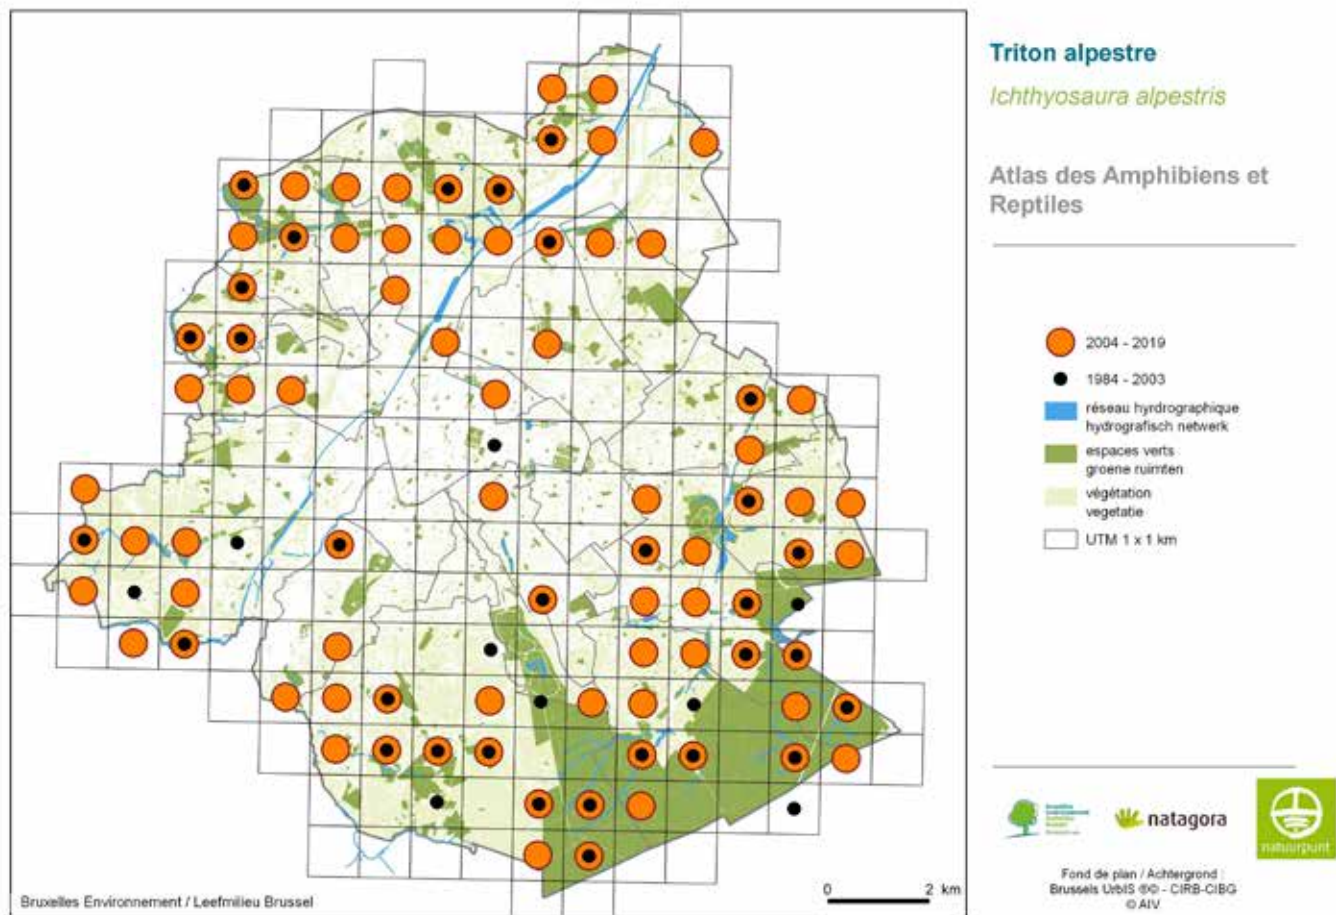 Triton alpestre
Ichthyosaura alpestris
Atlas des Amphibiens et
Reptiles
2004 - 2019
1984 - 2003
réseau hyrdrographique
hydrografisch netwerk
espaces verts
groene ruimten
végétation
vegetatie
UTM 1 x 1 km
natagora
natuurpunt
Fond de plan / Achtergrond :
Brussels UrbIS ®© - CIRB-CIBG
© AIV
0 2 km
Bruxelles Environnement / Leefmilieu Brussel